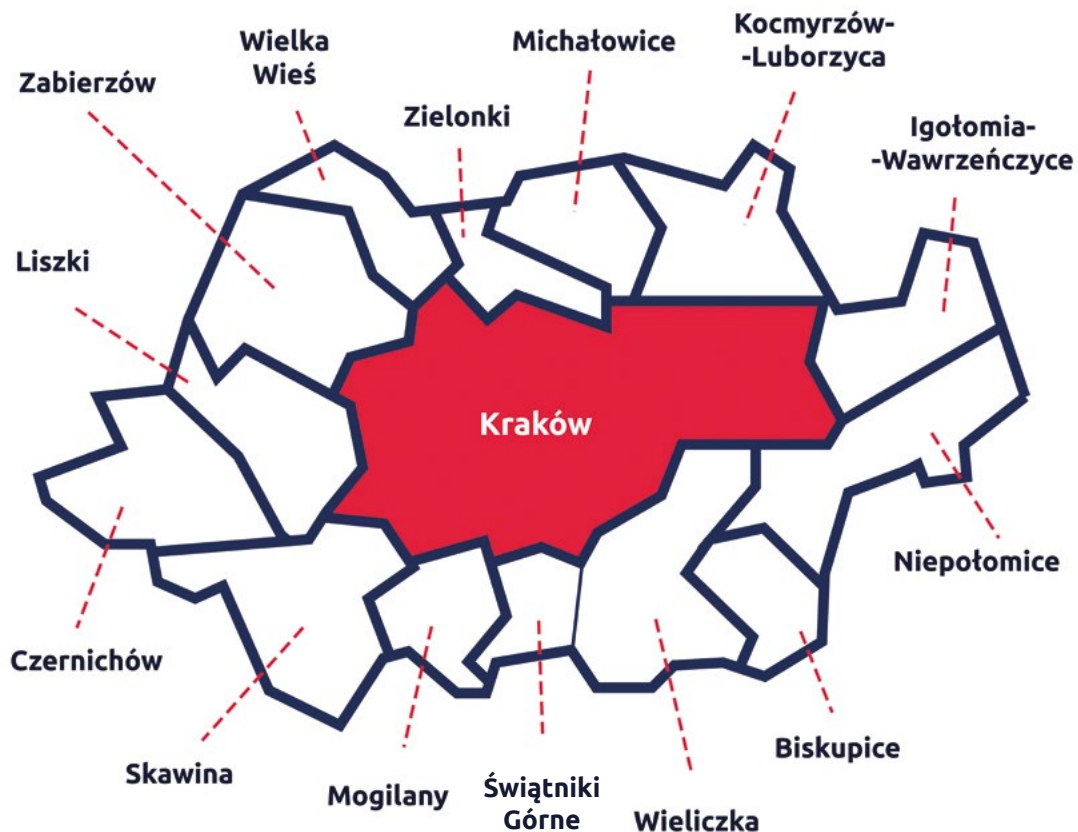 Wielka
Wieś
Michałowice
Kocmyrzów-
-Luborzyca
Zabierzów
Zielonki
Igołomia-
-Wawrzeńczyce
Liszki
Kraków
Niepołomice
Czernichów
Skawina
Mogilany
Świątniki
Górne
Wieliczka
Biskupice